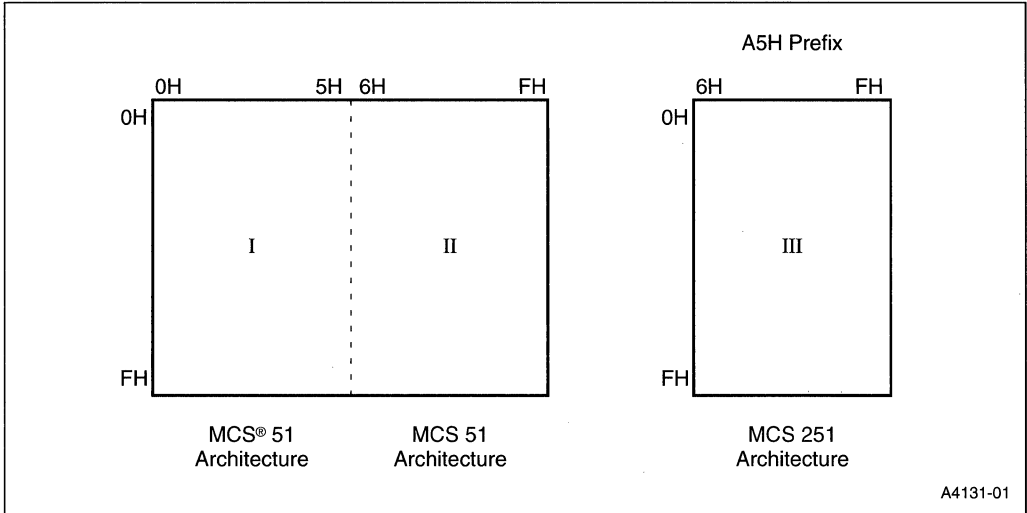 A5H Prefix
0H 5H 6H FH
6H FH
0H
0H
I
II
III
FH
FH
MCS® 51
Architecture
MCS 51
Architecture
MCS 251
Architecture
A4131-01